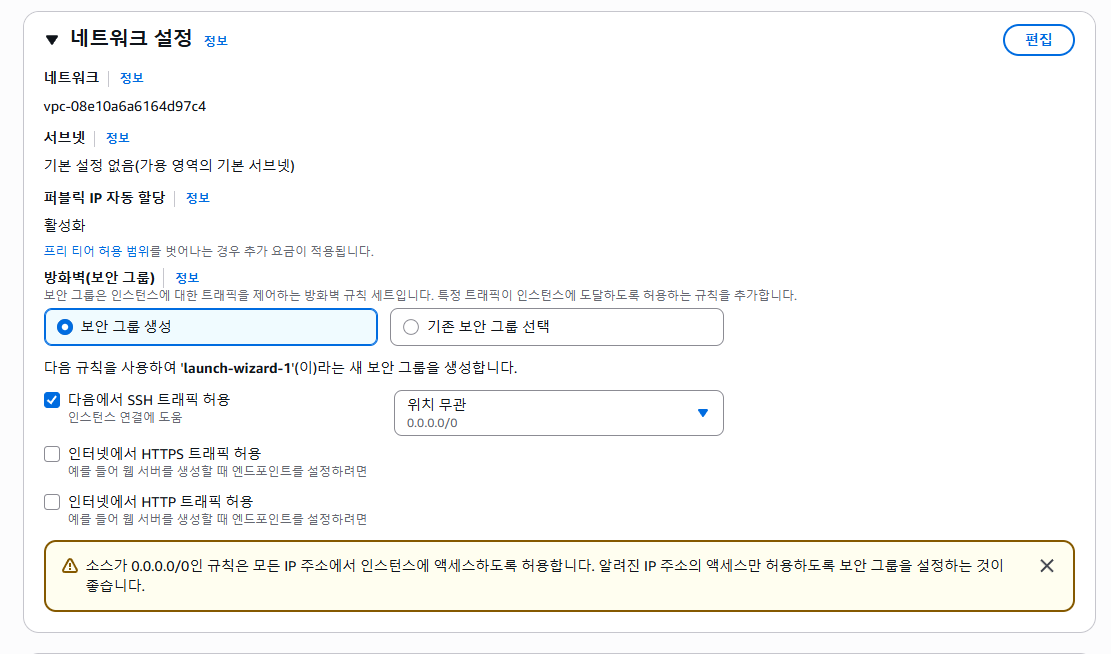 네트워크 설정 정보
편집
네트워크 정보
vpc-08e10a6a6164d97c4
서브넷 정보
기본 설정 없음(가용 영역의 기본 서브넷)
퍼블릭 IP 자동 할당 정보
활성화
프리 티어 허용 범위를 벗어나는 경우 추가 요금이 적용됩니다.
방화벽(보안 그룹) 정보
보안 그룹은 인스턴스에 대한 트래픽을 제어하는 방화벽 규칙 세트입니다. 특정 트래픽이 인스턴스에 도달하도록 허용하는 규칙을 추가합니다.
보안 그룹 생성
기존 보안 그룹 선택
다음 규칙을 사용하여 'launch-wizard-1'(이)라는 새 보안 그룹을 생성합니다.
다음에서 SSH 트래픽 허용
인스턴스 연결에 도움
위치 무관
0.0.0.0/0
인터넷에서 HTTPS 트래픽 허용
예를 들어 웹 서버를 생성할 때 엔드포인트를 설정하려면
인터넷에서 HTTP 트래픽 허용
예를 들어 웹 서버를 생성할 때 엔드포인트를 설정하려면
소스가 0.0.0.0/0인 규칙은 모든 IP 주소에서 인스턴스에 액세스하도록 허용합니다. 알려진 IP 주소의 액세스만 허용하도록 보안 그룹을 설정하는 것이
좋습니다.